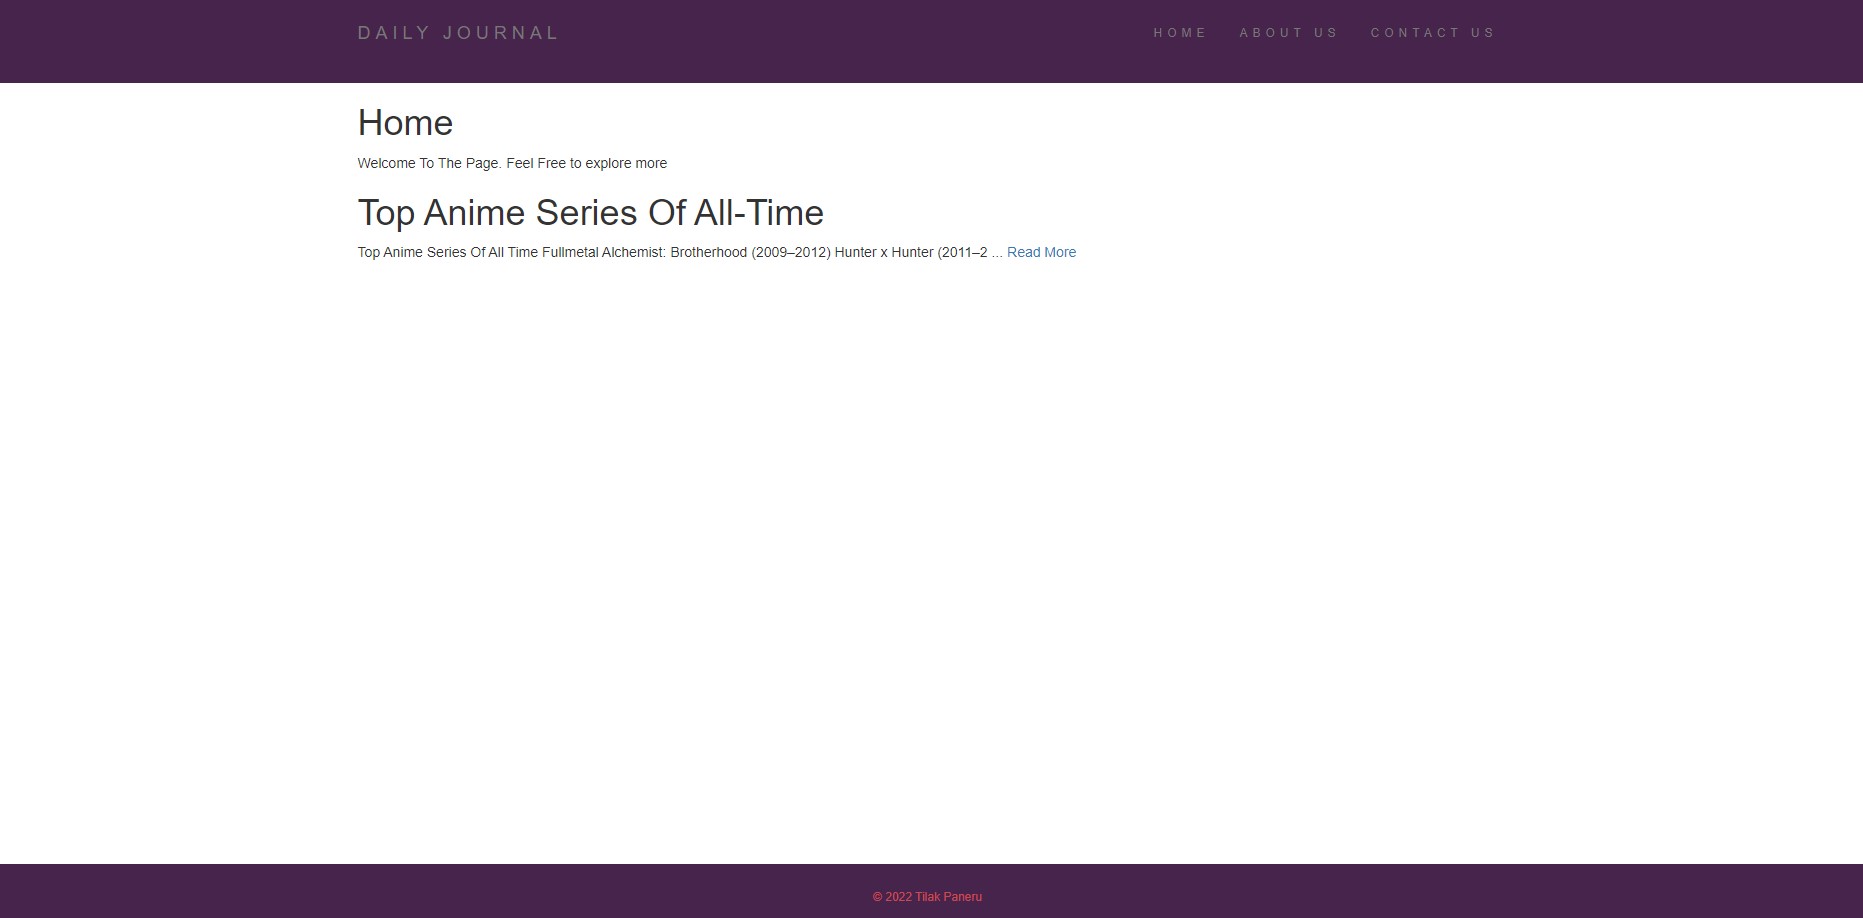 DAILY JOURNAL
HOME ABOUT US CONTACT US
Home
Welcome To The Page. Feel Free to explore more
Top Anime Series Of All-Time
Top Anime Series Of All Time Fullmetal Alchemist: Brotherhood (2009–2012) Hunter x Hunter (2011–2 ... Read More
© 2022 Tilak Paneru